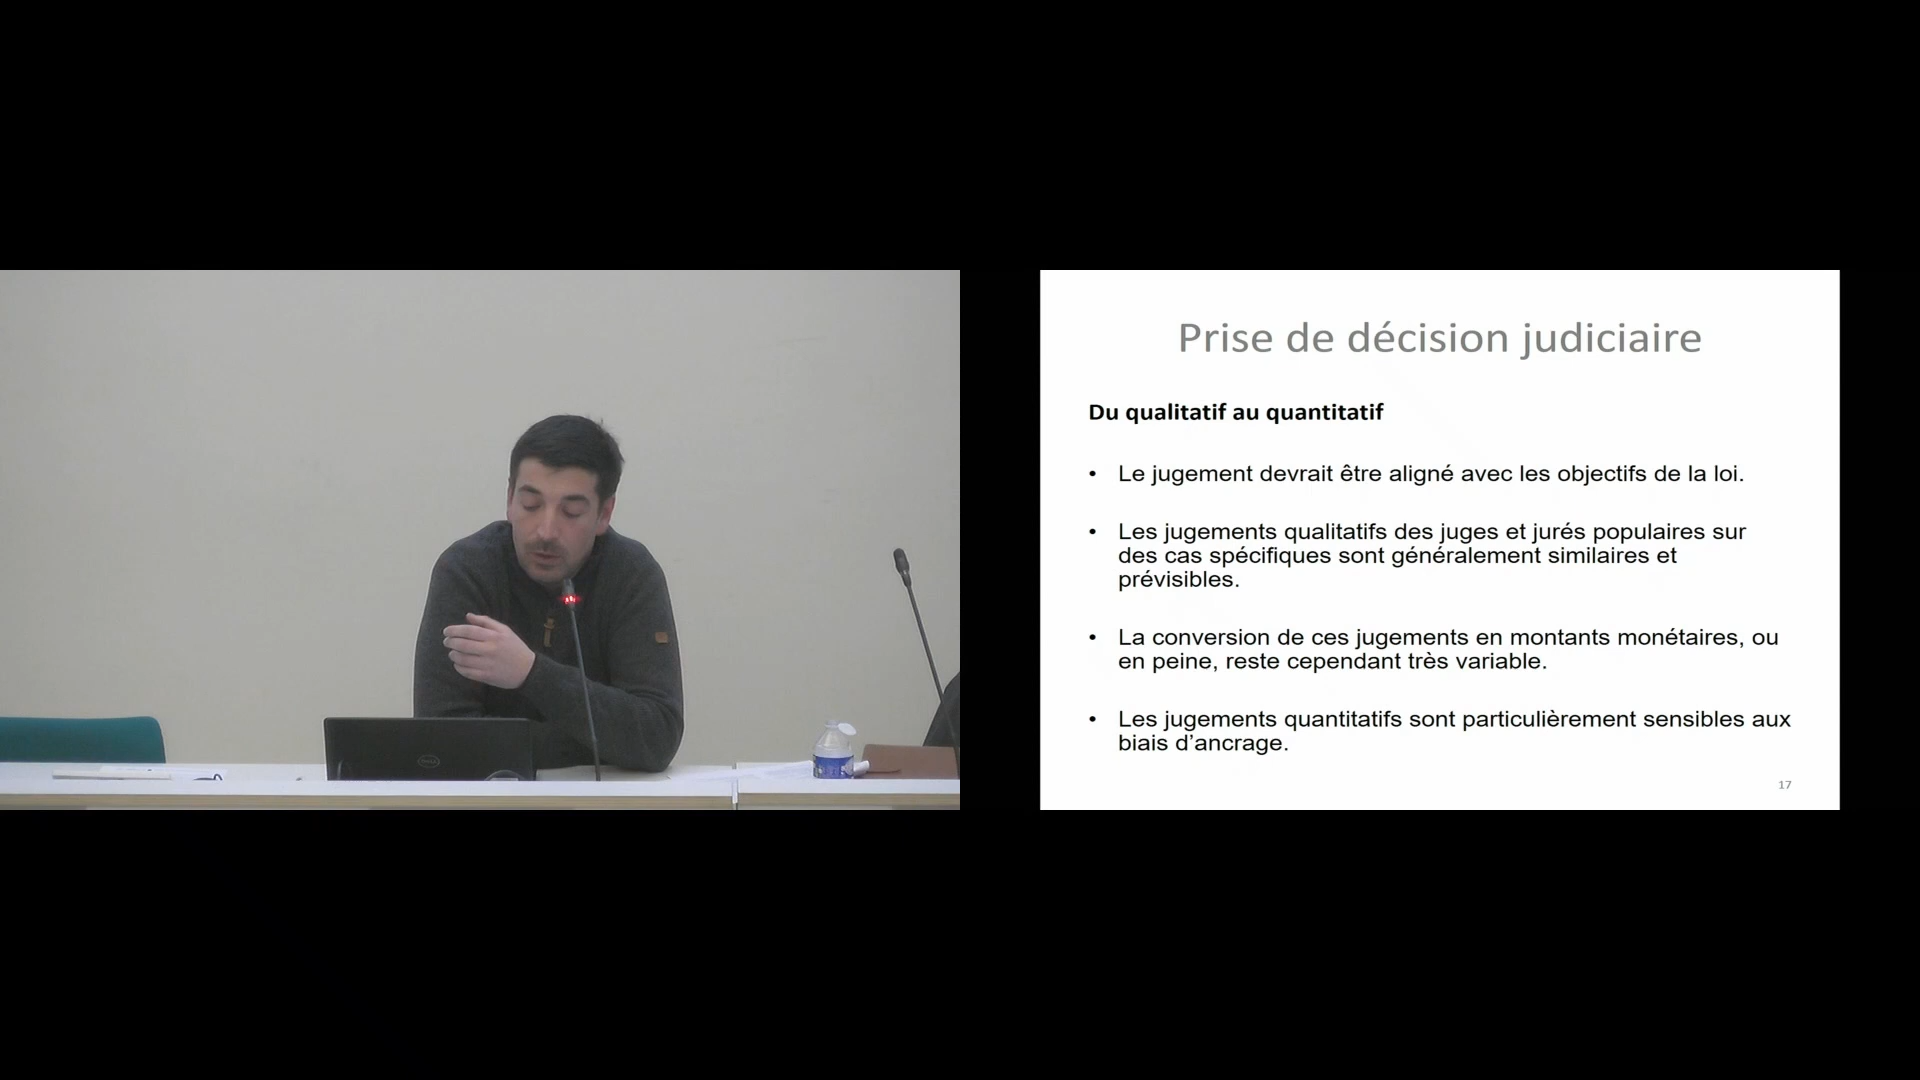 Prise de décision judiciaire
Du qualitatif au quantitatif
• Le jugement devrait être aligné avec les objectifs de la loi.
• Les jugements qualitatifs des juges et jurés populaires sur
des cas spécifiques sont généralement similaires et
prévisibles.
• La conversion de ces jugements en montants monétaires, ou
en peine, reste cependant très variable.
• Les jugements quantitatifs sont particulièrement sensibles aux
biais d’ancrage.
17
DELL